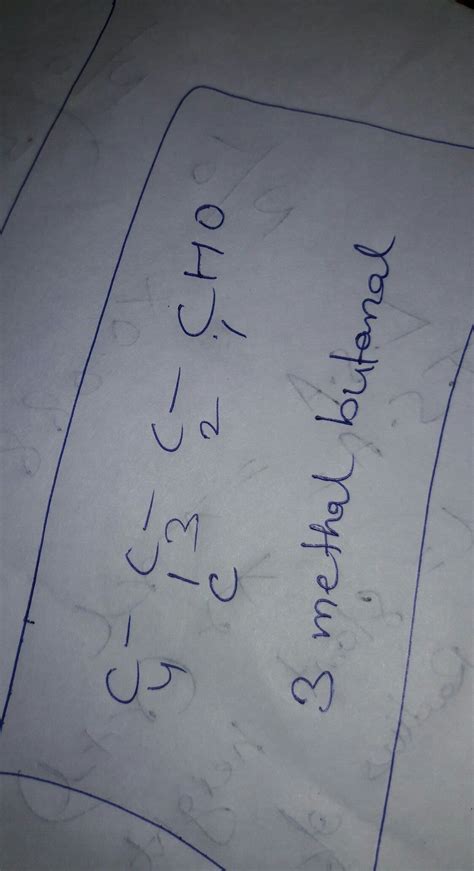 C - C - C - CHO
4 3 2 1
|
C
3 methal butanal